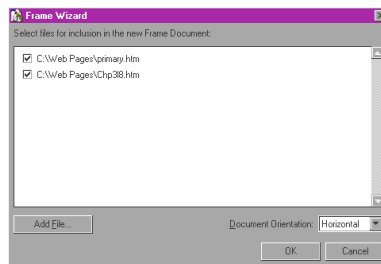 Frame Wizard
Select files for inclusion in the new Frame Document:
C:\Web Pages\primary.htm
C:\Web Pages\Chp3l8.htm
Add File...
Document Orientation: Horizontal
OK Cancel